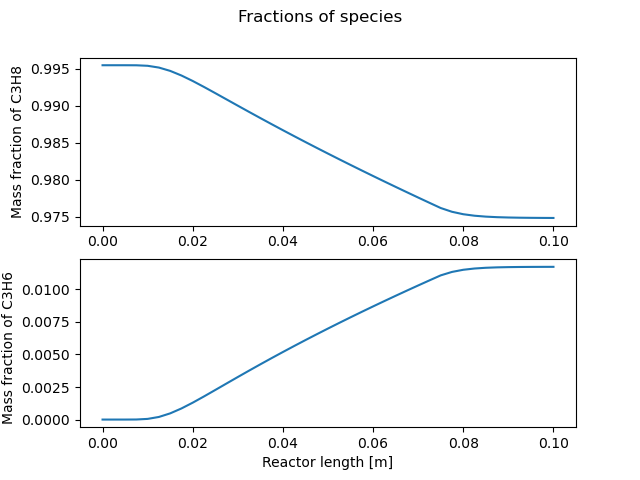 Fractions of species
Mass fraction of C3H8
0.995
0.990
0.985
0.980
0.975
0.00 0.02 0.04 0.06 0.08 0.10
Mass fraction of C3H6
0.0100
0.0075
0.0050
0.0025
0.0000
0.00 0.02 0.04 0.06 0.08 0.10
Reactor length [m]